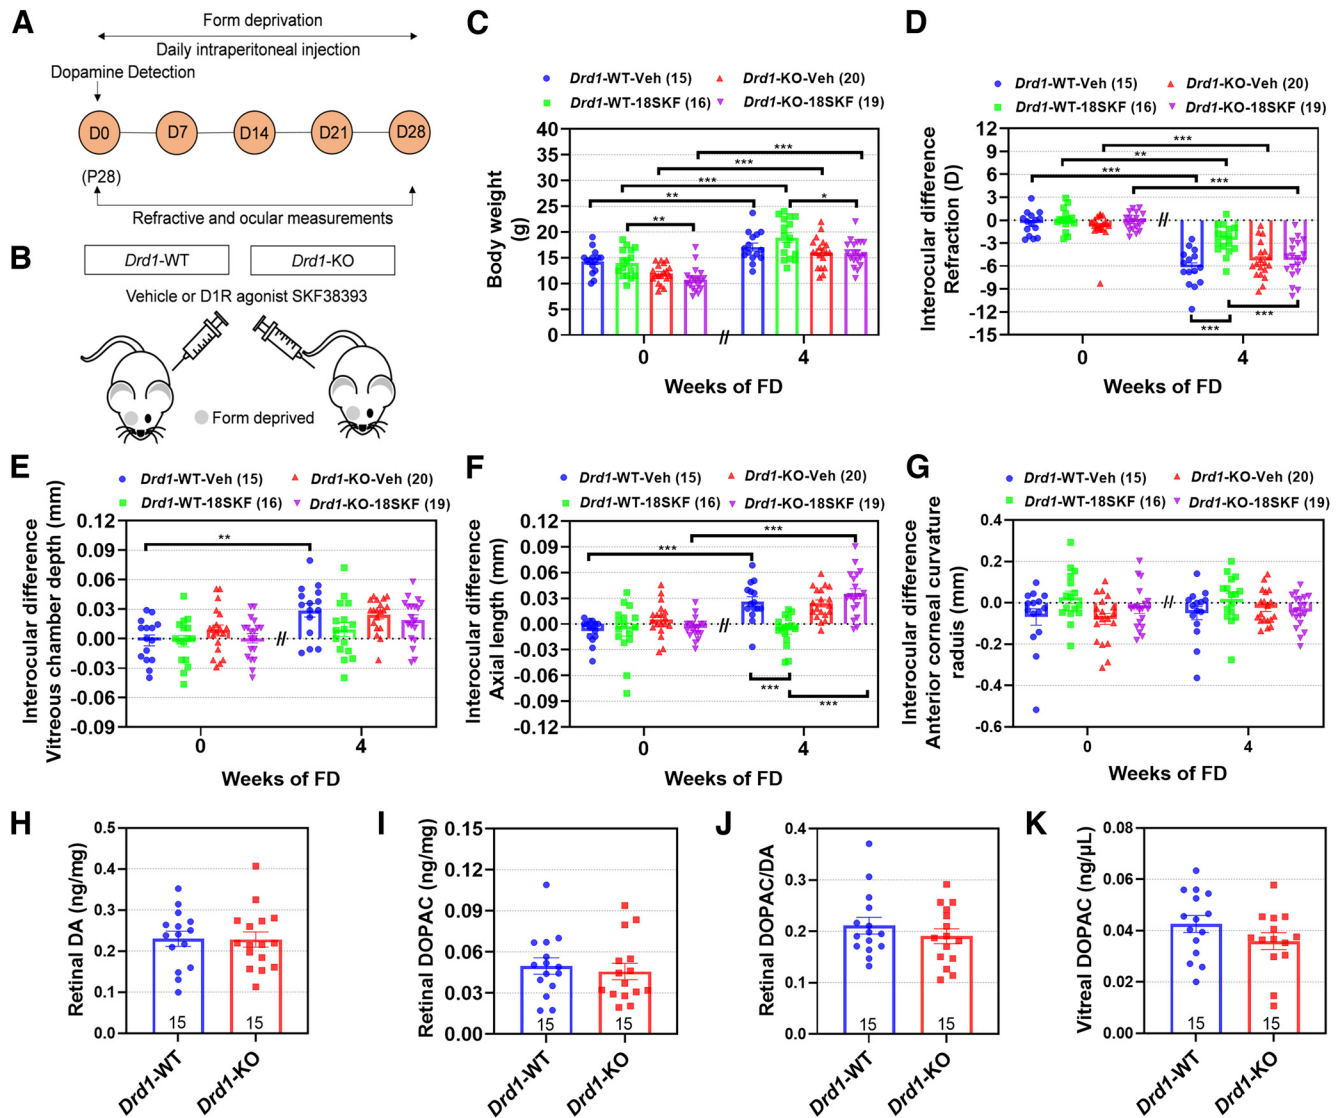 A
Form deprivation
Daily intraperitoneal injection
Dopamine Detection
D0 D7 D14 D21 D28
(P28)
Refractive and ocular measurements
B
Drd1-WT Drd1-KO
Vehicle or D1R agonist SKF38393
Form deprived
C
Drd1-WT-Veh (15) Drd1-KO-Veh (20)
Drd1-WT-18SKF (16) Drd1-KO-18SKF (19)
Body weight
(g)
40
35
30
25
20
15
10
5
0
***
***
***
** *
**
//
0 4
Weeks of FD
D
Drd1-WT-Veh (15) Drd1-KO-Veh (20)
Drd1-WT-18SKF (16) Drd1-KO-18SKF (19)
Interocular difference
Refraction (D)
12
9
6
3
0
-3
-6
-9
-12
-15
***
**
***
***
//
***
***
0 4
Weeks of FD
E
Drd1-WT-Veh (15) Drd1-KO-Veh (20)
Drd1-WT-18SKF (16) Drd1-KO-18SKF (19)
Interocular difference
Vitreous chamber depth (mm)
0.12
0.09
0.06
0.03
0.00
-0.03
-0.06
-0.09
**
//
0 4
Weeks of FD
F
Drd1-WT-Veh (15) Drd1-KO-Veh (20)
Drd1-WT-18SKF (16) Drd1-KO-18SKF (19)
Interocular difference
Axial length (mm)
0.12
0.09
0.06
0.03
0.00
-0.03
-0.06
-0.09
-0.12
***
***
//
***
***
0 4
Weeks of FD
G
Drd1-WT-Veh (15) Drd1-KO-Veh (20)
Drd1-WT-18SKF (16) Drd1-KO-18SKF (19)
Interocular difference
Anterior corneal curvature
raduis (mm)
0.4
0.2
0.0
-0.2
-0.4
-0.6
//
0 4
Weeks of FD
H
Retinal DA (ng/mg)
0.5
0.4
0.3
0.2
0.1
0.0
15 15
Drd1-WT Drd1-KO
I
Retinal DOPAC (ng/mg)
0.15
0.12
0.09
0.06
0.03
0.00
15 15
Drd1-WT Drd1-KO
J
Retinal DOPAC/DA
0.4
0.3
0.2
0.1
0.0
15 15
Drd1-WT Drd1-KO
K
Vitreal DOPAC (ng/μL)
0.08
0.06
0.04
0.02
0.00
15 15
Drd1-WT Drd1-KO